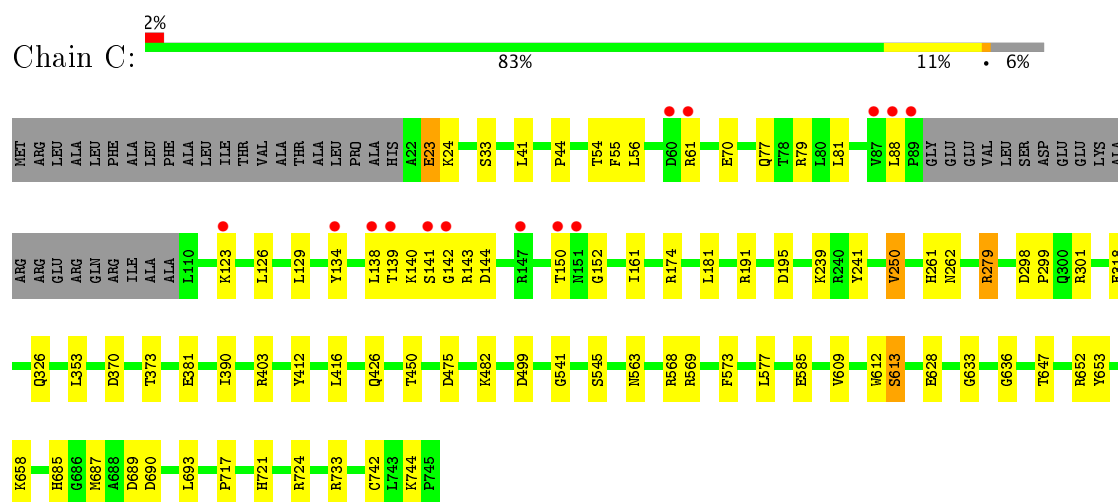 2%
Chain C:
83% 11% • 6%
MET ARG LEU ALA LEU PHE ALA LEU PHE ALA LEU ILE THR VAL ALA THR ALA LEU PRO ALA HIS A22 E23 K24 S33 L41 P44 T54 F55 L56 D60 R61 E70 Q77 T78 R79 L80 L81 V87 L88 P89 GLY GLU GLU VAL LEU SER ASP GLU GLU LYS ALA
ARG ARG GLU ARG GLN ARG ILE ALA ALA L110 K123 L126 L129 Y134 L138 T139 K140 S141 G142 R143 D144 R147 T150 N151 G152 I161 R174 L181 R191 D195 K239 R240 Y241 V250 H261 N262 R279 D298 P299 Q300 R301
Q326 L353 D370 T373 E381 I390 R403 Y412 L416 Q426 T450 D475 K482 D499 G541 S545 N563 R568 R569 F573 L577 E585 V609 W612 S613 E628 G633 G636 T647 R652 Y653
K658 H685 G686 M687 A688 D689 D690 L693 P717 H721 R724 R733 C742 L743 K744 P745